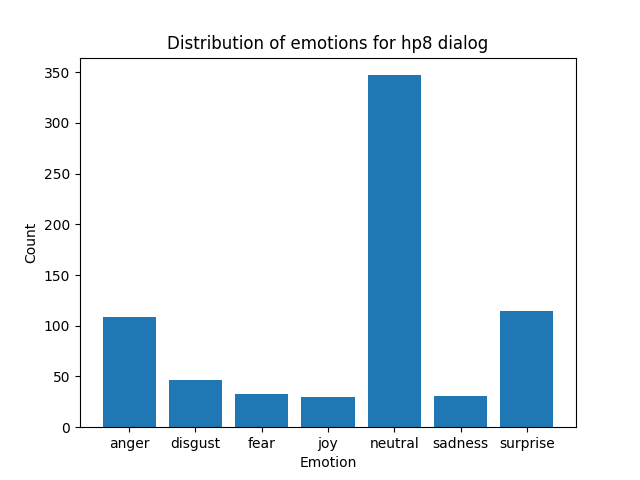 Distribution of emotions for hp8 dialog
350
300
250
200
150
100
50
0
Count
anger disgust fear joy neutral sadness surprise
Emotion